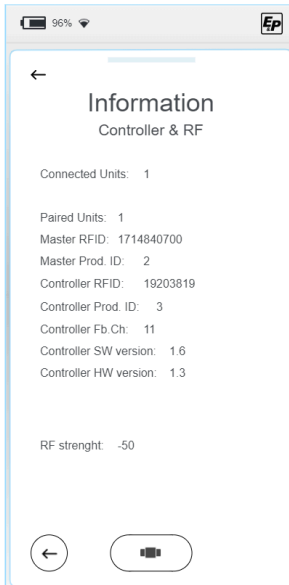 96%
EP
Information
Controller & RF
Connected Units: 1
Paired Units: 1
Master RFID: 1714840700
Master Prod. ID: 2
Controller RFID: 19203819
Controller Prod. ID: 3
Controller Fb.Ch: 11
Controller SW version: 1.6
Controller HW version: 1.3
RF strenght: -50